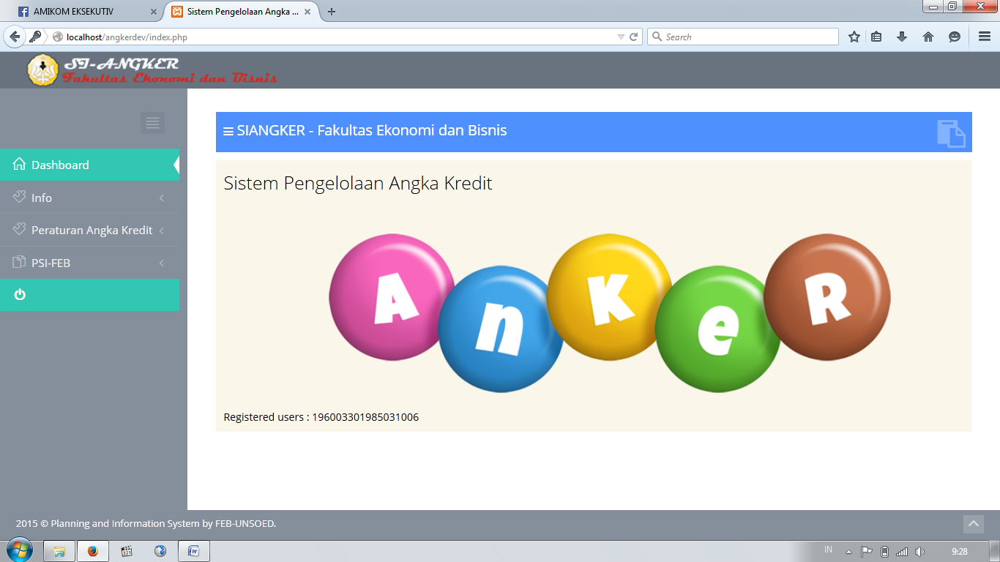 AMIKOM EKSEKUTIV
Sistem Pengelolaan Angka ...
localhost/angkerdev/index.php
Search
SI-ANGKER
Fakultas Ekonomi dan Bisnis
SIANGKER - Fakultas Ekonomi dan Bisnis
Dashboard
Info
Peraturan Angka Kredit
PSI-FEB
Sistem Pengelolaan Angka Kredit
AnKeR
Registered users : 196003301985031006
2015 © Planning and Information System by FEB-UNSOED.
321
IN
9:28